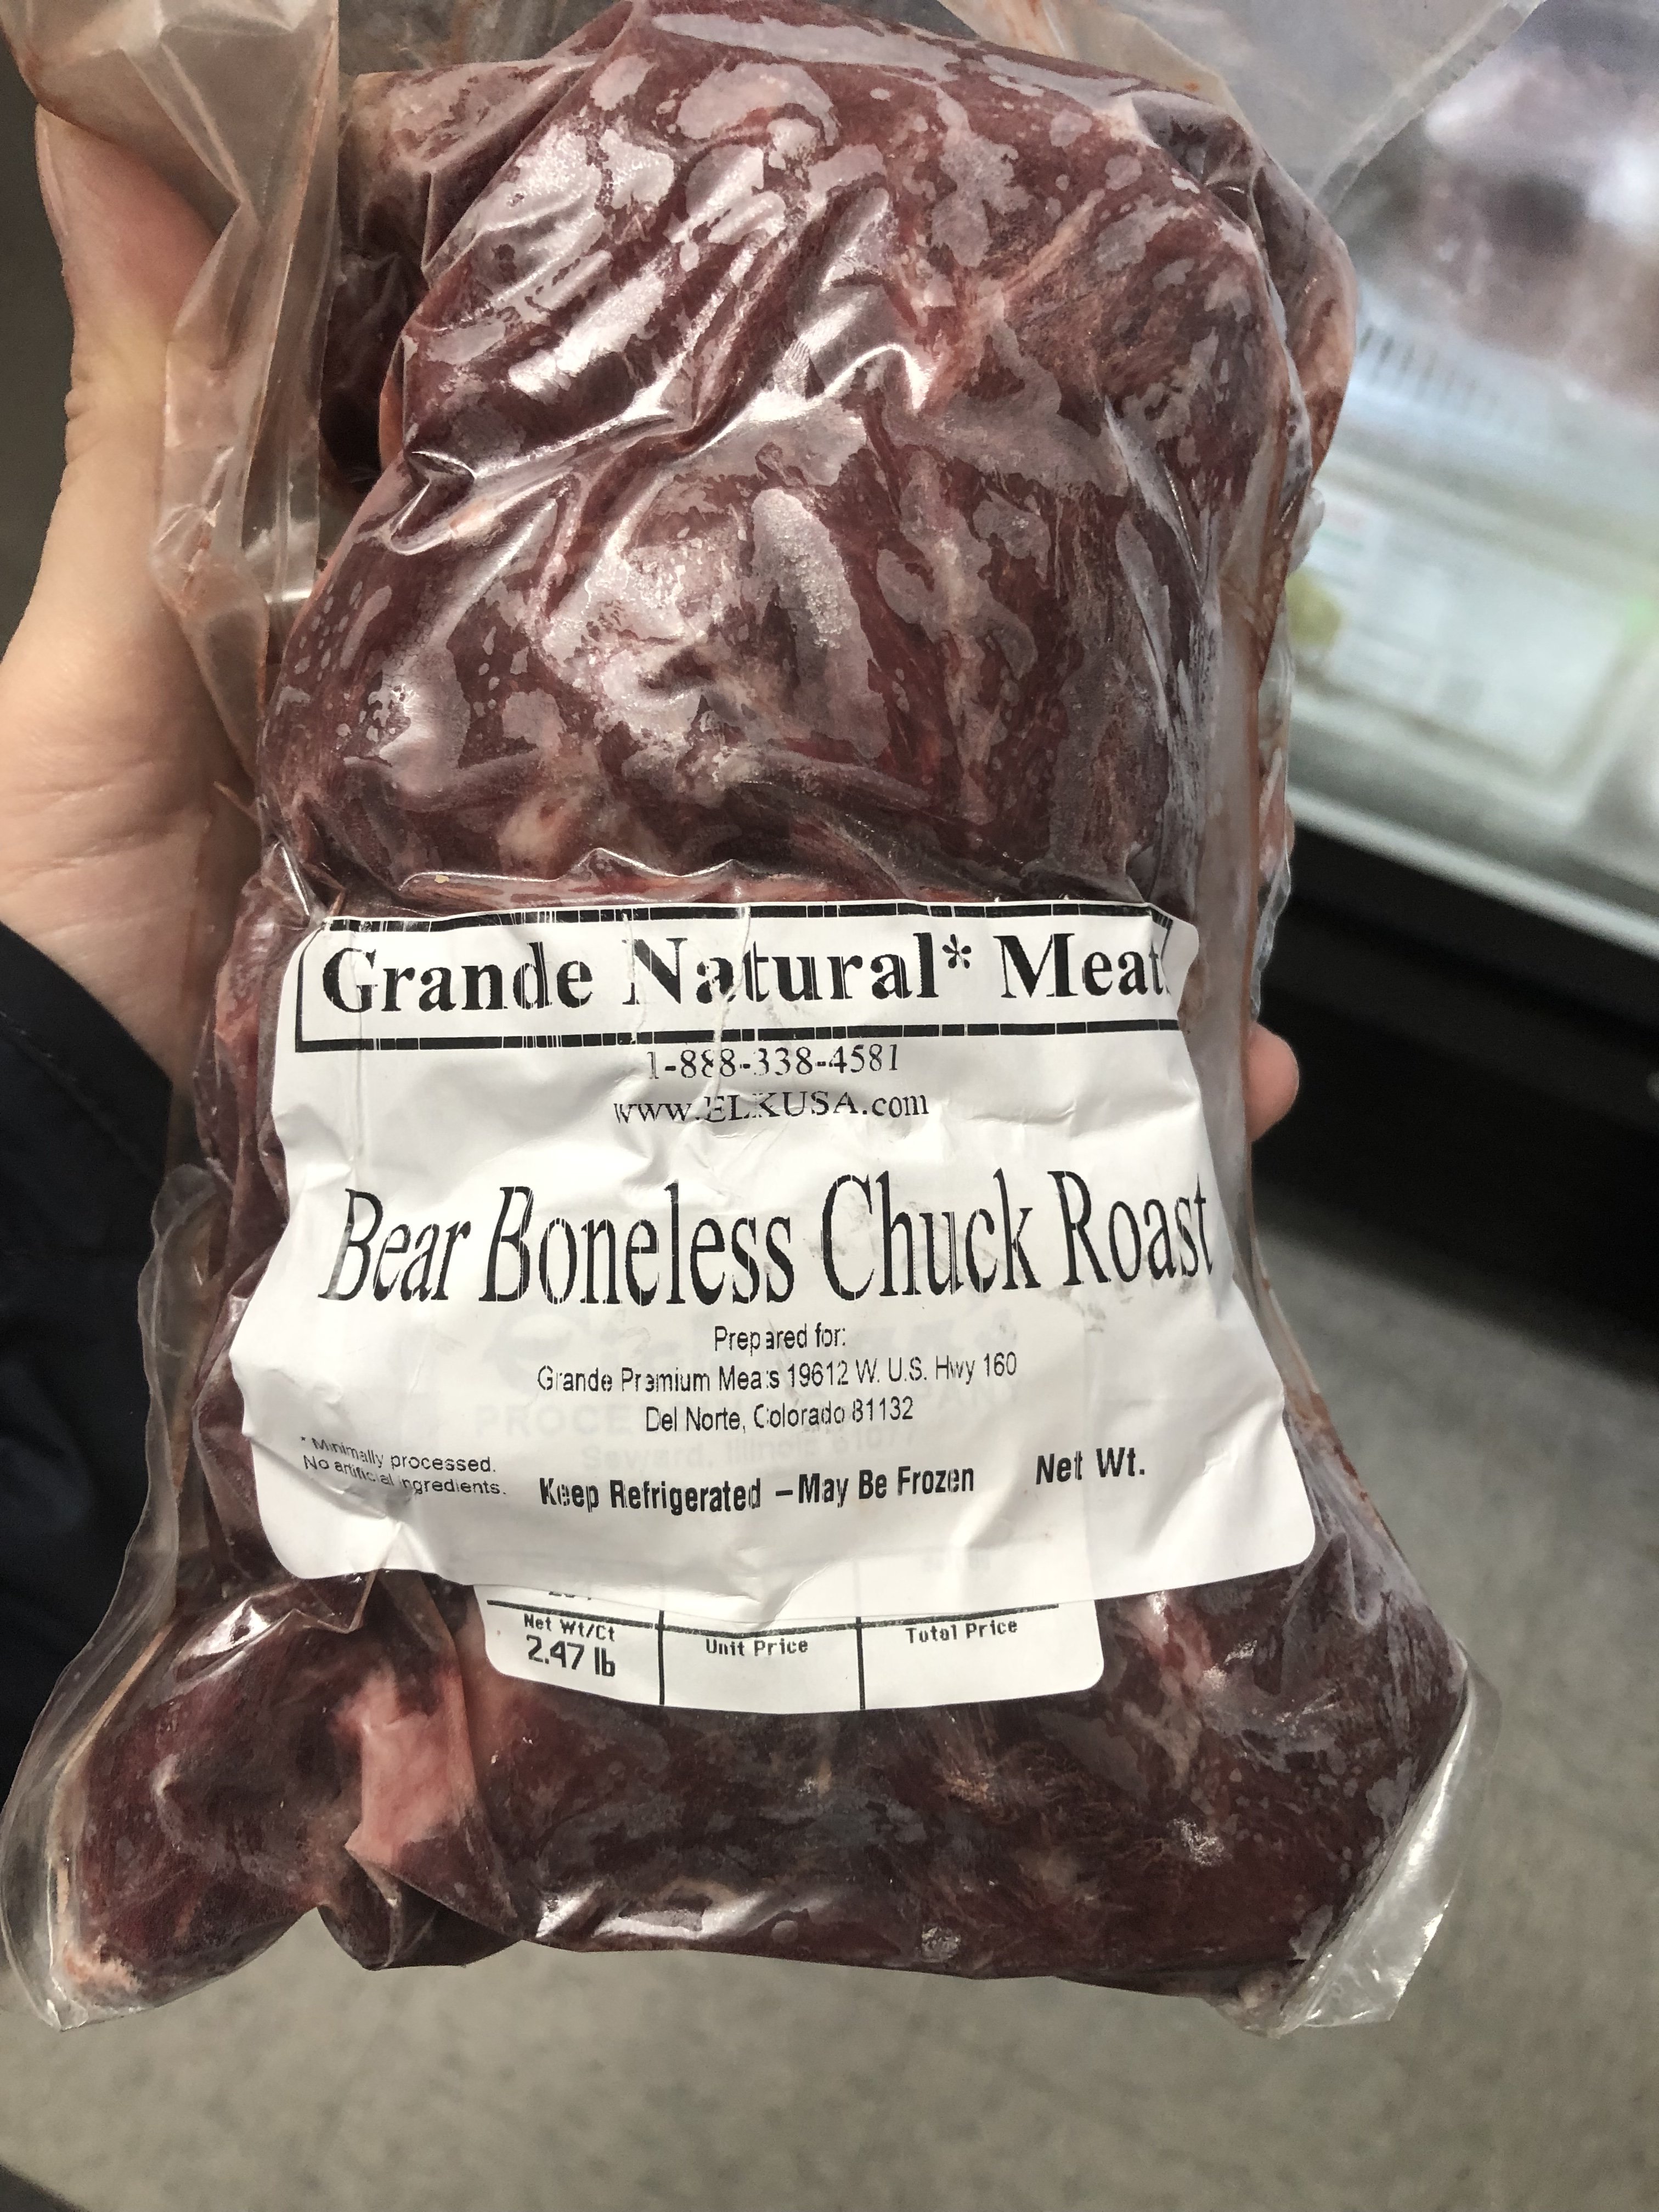 Grande Natural* Meat
1-888-338-4581
www.ELKUSA.com
Bear Boneless Chuck Roast
Prepared for:
Grande Premium Meats 19612 W. U.S. Hwy 160
Del Norte, Colorado 81132
* Minimally processed.
No artificial ingredients.
Keep Refrigerated – May Be Frozen
Net Wt.
Net Wt/Ct
2.47 lb
Unit Price
Total Price